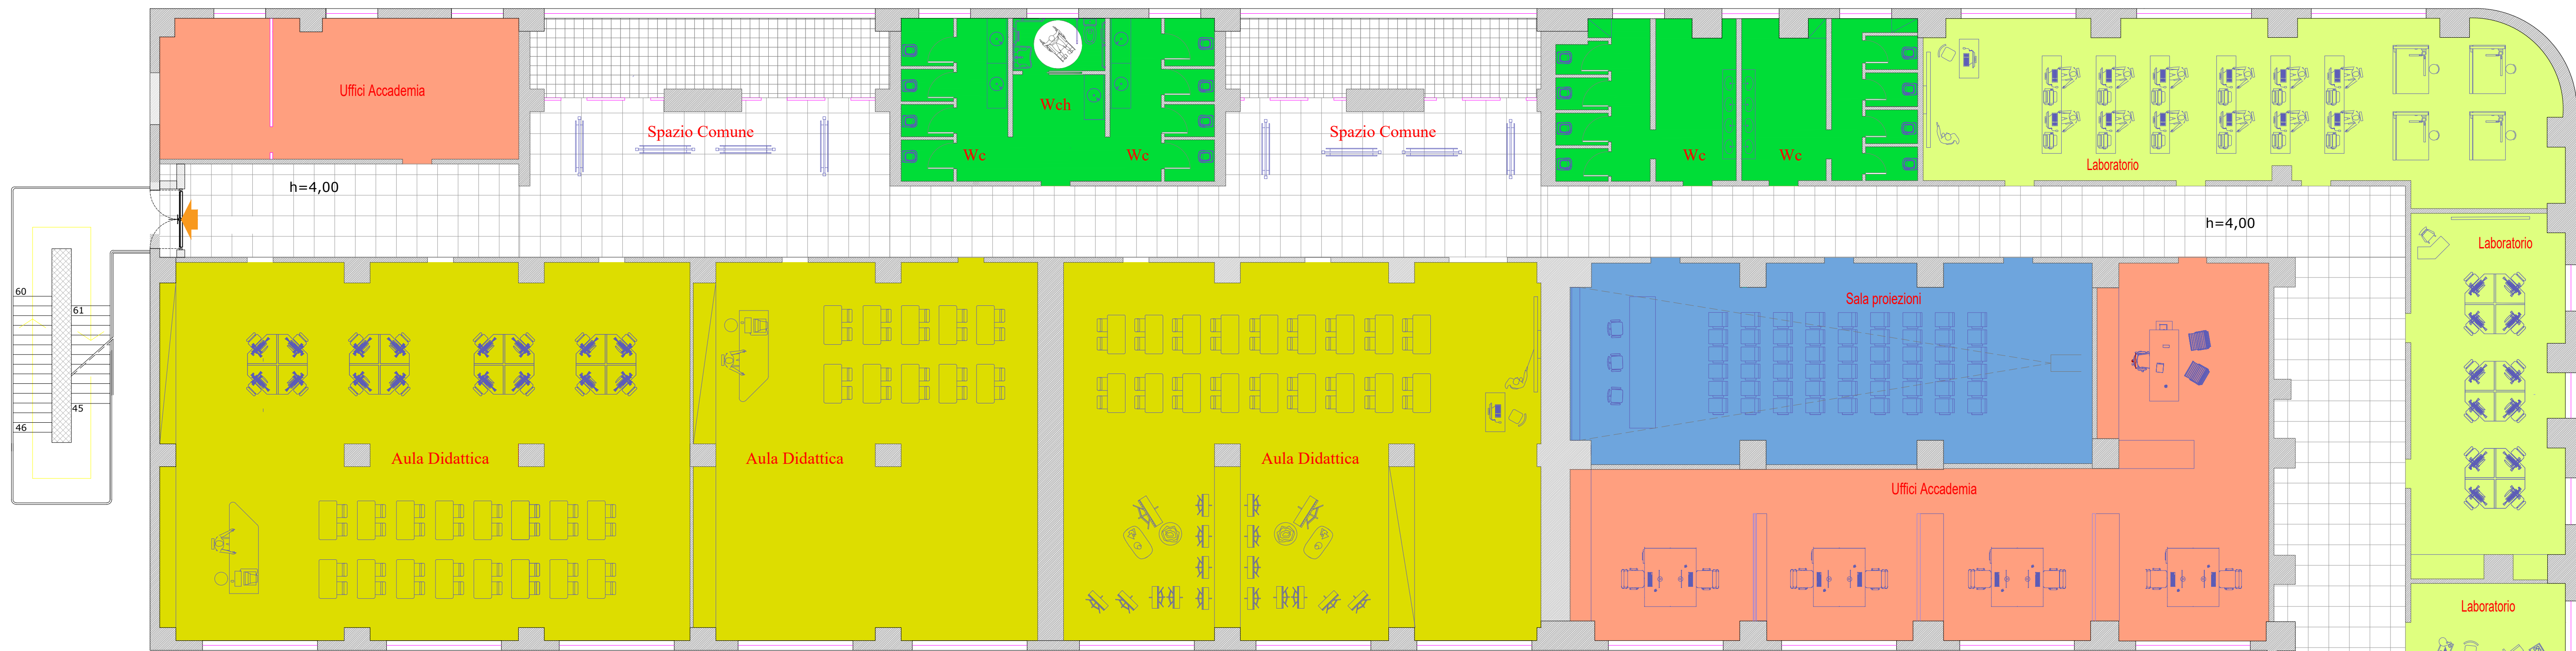 Uffici Accademia
Spazio Comune
Wch
Wc
Wc
Spazio Comune
Wc
Wc
Laboratorio
h=4,00
h=4,00
Laboratorio
60
61
45
46
Sala proiezioni
Aula Didattica
Aula Didattica
Aula Didattica
Uffici Accademia
Laboratorio